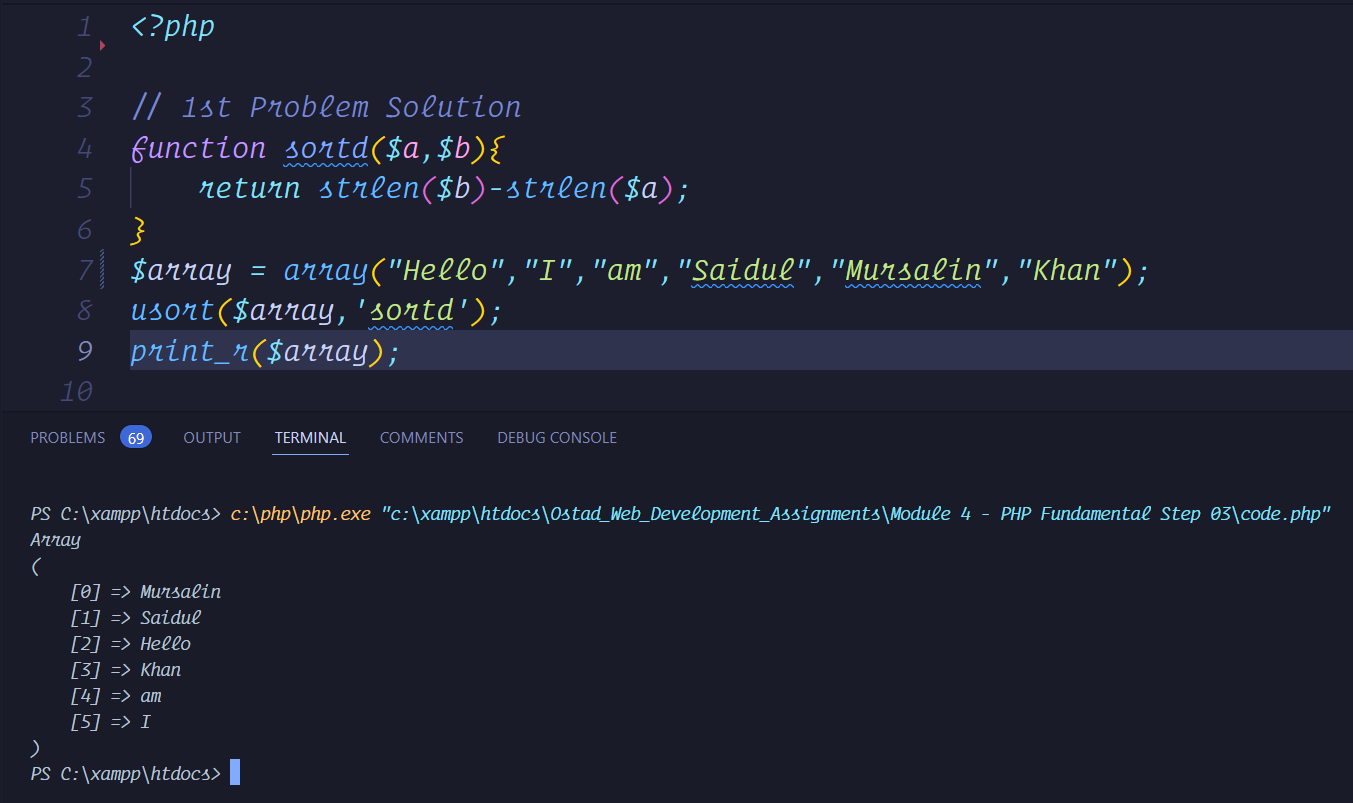 1 <?php
2
3 // 1st Problem Solution
4 function sortd($a,$b){
5     return strlen($b)-strlen($a);
6 }
7 $array = array("Hello","I","am","Saidul","Mursalin","Khan");
8 usort($array,'sortd');
9 print_r($array);
10
PROBLEMS 69 OUTPUT TERMINAL COMMENTS DEBUG CONSOLE
PS C:\xampp\htdocs> c:\php\php.exe "c:\xampp\htdocs\Ostad_Web_Development_Assignments\Module 4 - PHP Fundamental Step 03\code.php"
Array
(
    [0] => Mursalin
    [1] => Saidul
    [2] => Hello
    [3] => Khan
    [4] => am
    [5] => I
)
PS C:\xampp\htdocs>